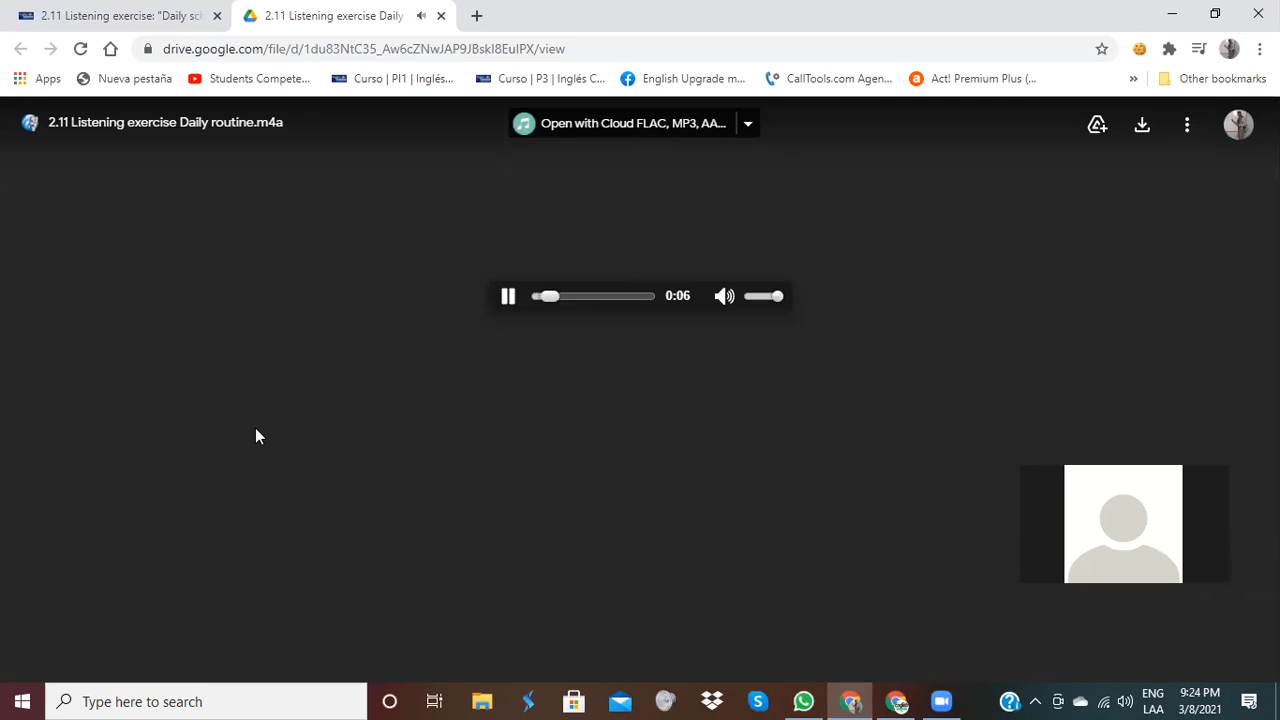 2.11 Listening exercise: "Daily sch
2.11 Listening exercise Daily
drive.google.com/file/d/1du83NtC35_Aw6cZNwJAP9JBskI8EuIPX/view
Apps
Nueva pestaña
Students Compete...
Curso | PI1 | Inglés...
Curso | P3 | Inglés C...
English Upgrade m...
CallTools.com Agen...
Act! Premium Plus (...
»
Other bookmarks
2.11 Listening exercise Daily routine.m4a
Open with Cloud FLAC, MP3, AA...
0:06
Type here to search
ENG
LAA
9:24 PM
3/8/2021